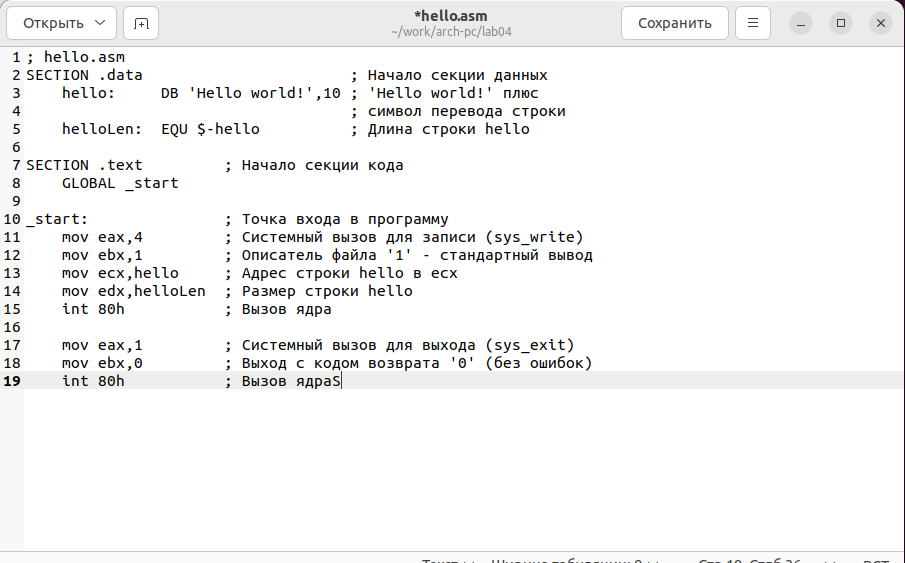 Открыть
*hello.asm
~/work/arch-pc/lab04
Сохранить
1 ; hello.asm
2 SECTION .data                       ; Начало секции данных
3     hello:     DB 'Hello world!',10 ; 'Hello world!' плюс
4                                     ; символ перевода строки
5     helloLen:  EQU $-hello          ; Длина строки hello
6
7 SECTION .text         ; Начало секции кода
8     GLOBAL _start
9
10 _start:               ; Точка входа в программу
11     mov eax,4         ; Системный вызов для записи (sys_write)
12     mov ebx,1         ; Описатель файла '1' - стандартный вывод
13     mov ecx,hello     ; Адрес строки hello в ecx
14     mov edx,helloLen  ; Размер строки hello
15     int 80h           ; Вызов ядра
16
17     mov eax,1         ; Системный вызов для выхода (sys_exit)
18     mov ebx,0         ; Выход с кодом возврата '0' (без ошибок)
19     int 80h           ; Вызов ядраS